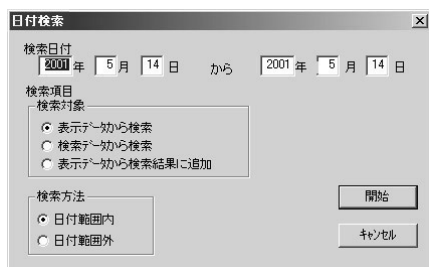 日付検索
検索日付
2001 年 5 月 14 日 から 2001 年 5 月 14 日
検索項目
検索対象
表示データから検索
検索データから検索
表示データから検索結果に追加
検索方法
日付範囲内
日付範囲外
開始
キャンセル